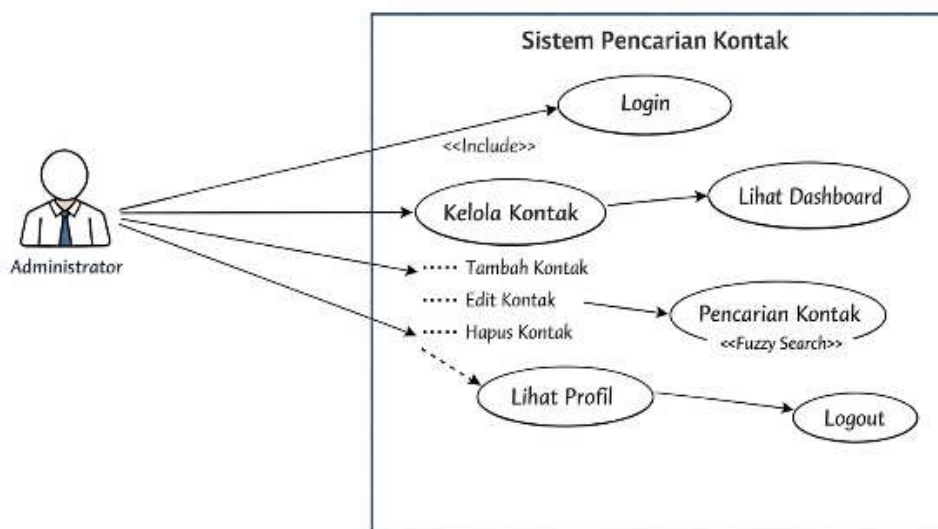 Sistem Pencarian Kontak
Login
<<Include>>
Kelola Kontak
Lihat Dashboard
Administrator
Tambah Kontak
Edit Kontak
Hapus Kontak
Pencarian Kontak
<<Fuzzy Search>>
Lihat Profil
Logout